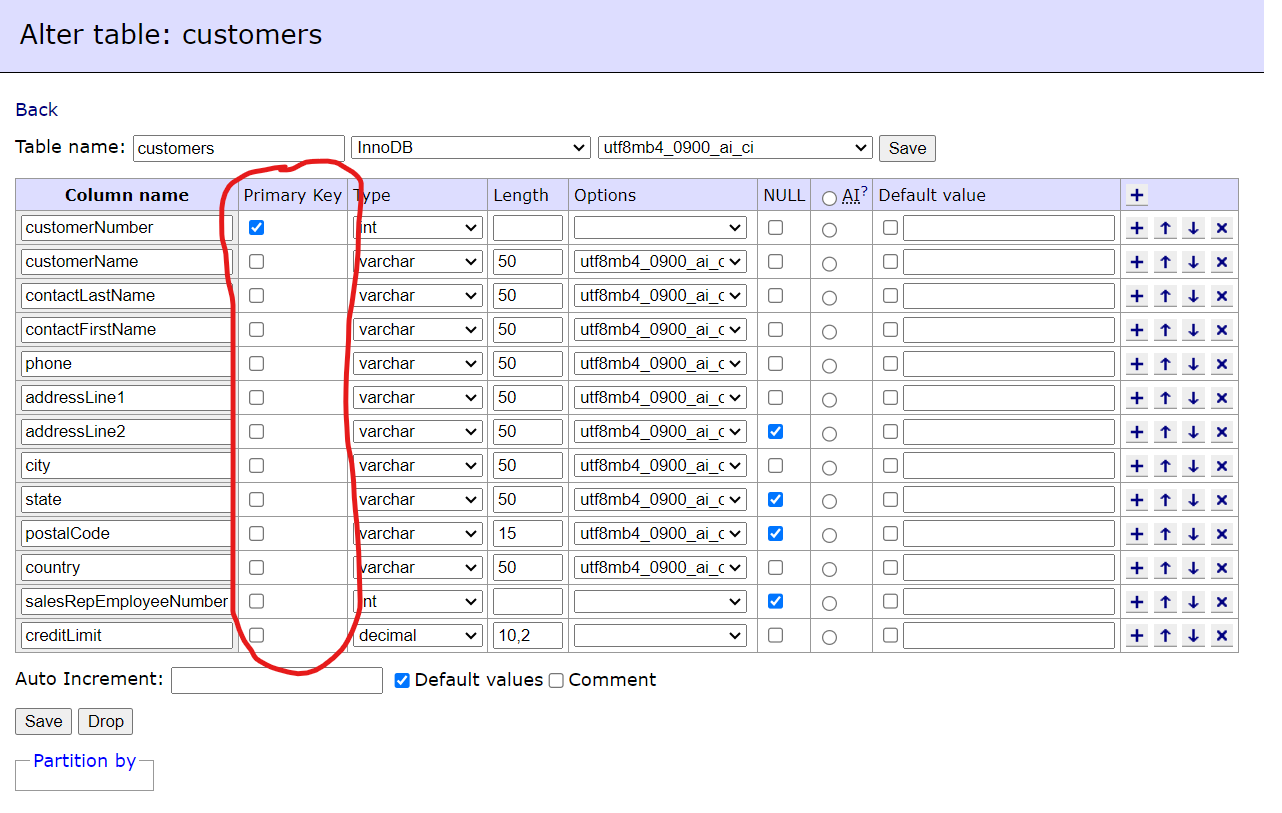 Alter table: customers
Back
Table name: customers InnoDB utf8mb4_0900_ai_ci Save
Column name Primary Key Type Length Options NULL AI? Default value
customerNumber int
customerName varchar 50 utf8mb4_0900_ai_c
contactLastName varchar 50 utf8mb4_0900_ai_c
contactFirstName varchar 50 utf8mb4_0900_ai_c
phone varchar 50 utf8mb4_0900_ai_c
addressLine1 varchar 50 utf8mb4_0900_ai_c
addressLine2 varchar 50 utf8mb4_0900_ai_c
city varchar 50 utf8mb4_0900_ai_c
state varchar 50 utf8mb4_0900_ai_c
postalCode varchar 15 utf8mb4_0900_ai_c
country varchar 50 utf8mb4_0900_ai_c
salesRepEmployeeNumber int
creditLimit decimal 10,2
Auto Increment: Default values Comment
Save Drop
Partition by